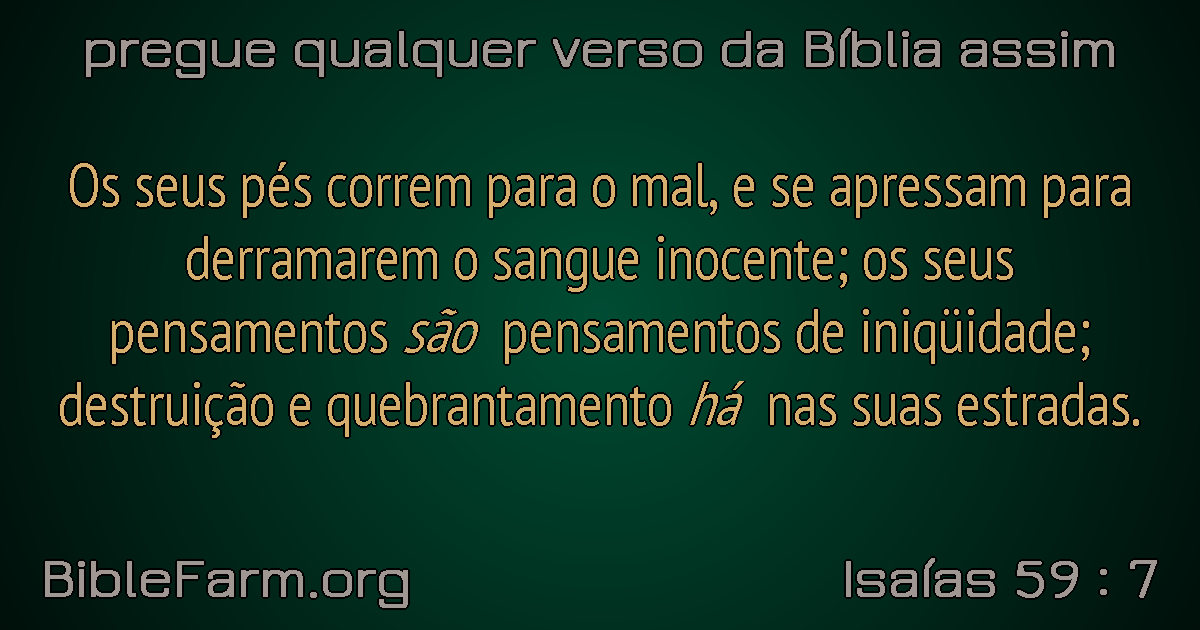 pregue qualquer verso da Bíblia assim
Os seus pés correm para o mal, e se apressam para
derramarem o sangue inocente; os seus
pensamentos são pensamentos de iniqüidade;
destruição e quebrantamento há nas suas estradas.
BibleFarm.org
Isaías 59 : 7